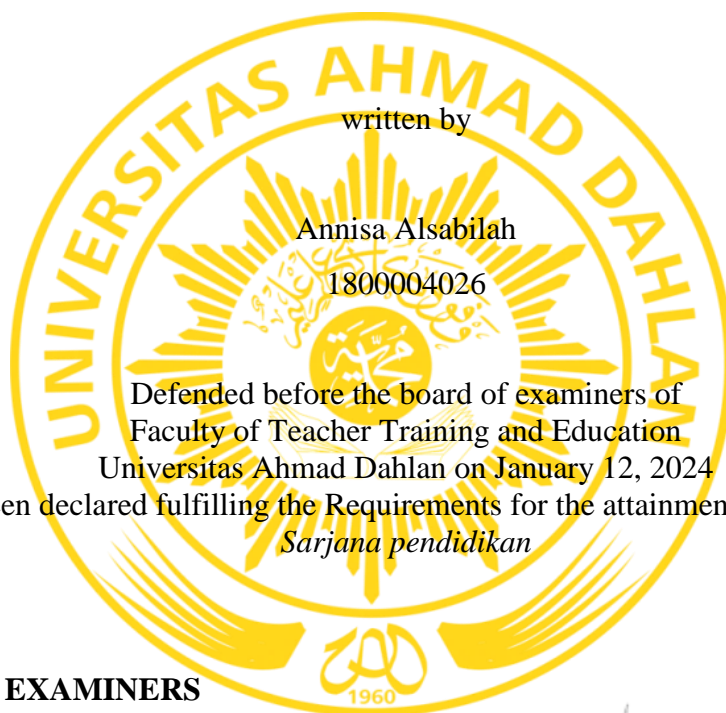 UNIVERSITAS AHMAD DAHLAN
written by
Annisa Alsabilah
1800004026
Defended before the board of examiners of
Faculty of Teacher Training and Education
Universitas Ahmad Dahlan on January 12, 2024
en declared fulfilling the Requirements for the attainmen
Sarjana pendidikan
1960
EXAMINERS